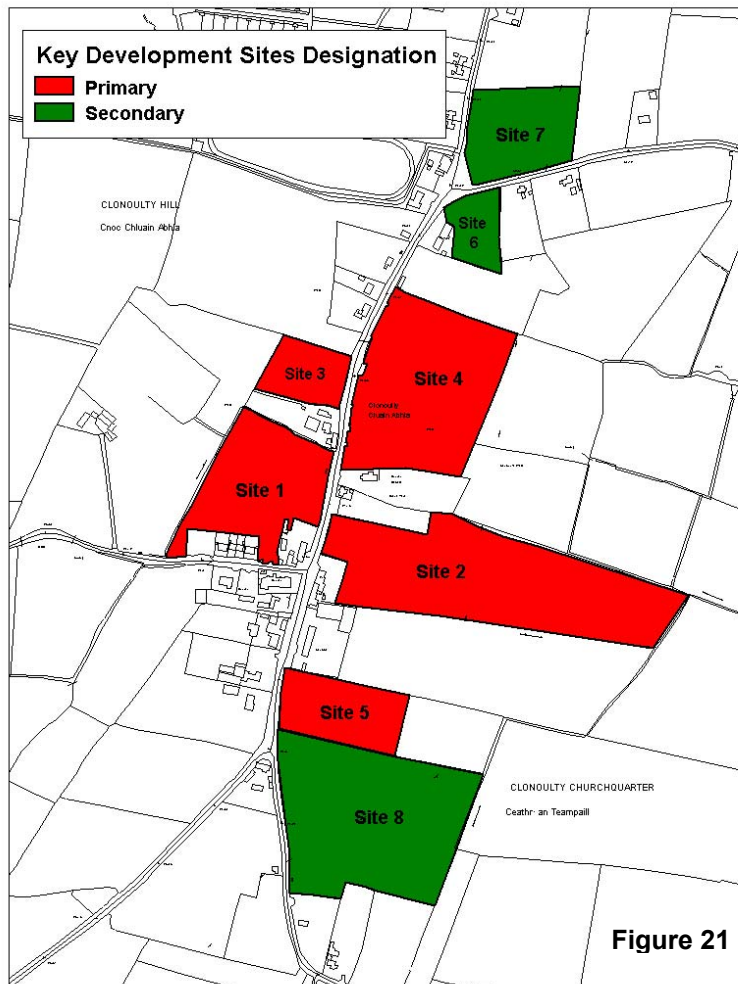 Key Development Sites Designation
Primary
Secondary
Site 7
CLONOULTY HILL
Cnoc Chluain Abhla
Site
6
Site 4
Site 3
Clonoulty
Cluain Abhla
Site 1
Site 2
Site 5
CLONOULTY CHURCHQUARTER
Ceathr· an Teampaill
Site 8
Figure 21